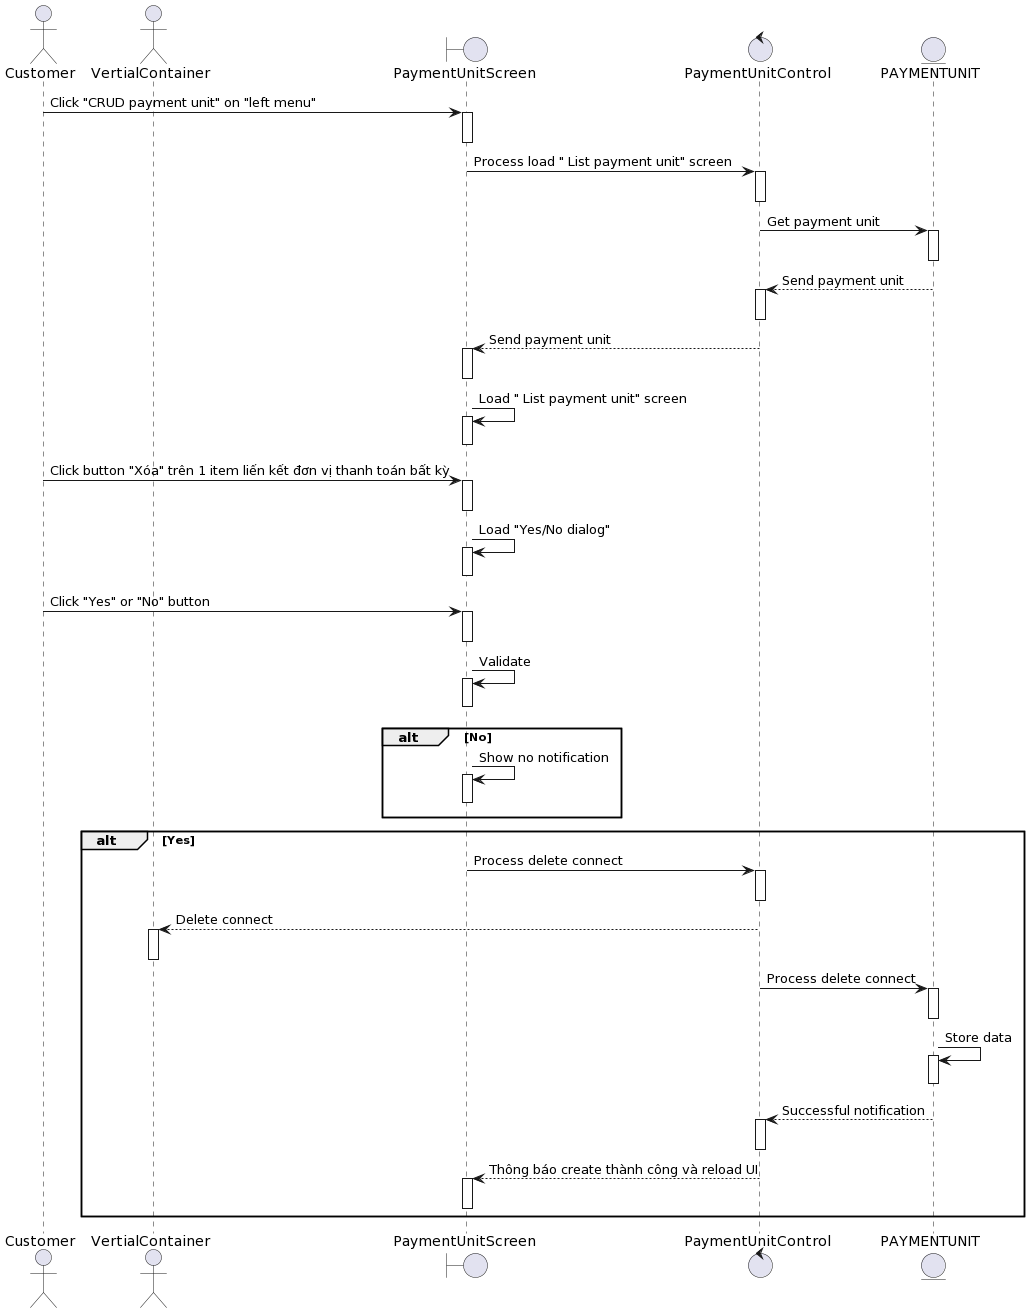 Customer
VertialContainer
PaymentUnitScreen
PaymentUnitControl
PAYMENTUNIT
Click "CRUD payment unit" on "left menu"
Process load " List payment unit" screen
Get payment unit
Send payment unit
Send payment unit
Load " List payment unit" screen
Click button "Xóa" trên 1 item liến kết đơn vị thanh toán bất kỳ
Load "Yes/No dialog"
Click "Yes" or "No" button
Validate
alt
[No]
Show no notification
alt
[Yes]
Process delete connect
Delete connect
Process delete connect
Store data
Successful notification
Thông báo create thành công và reload UI
Customer
VertialContainer
PaymentUnitScreen
PaymentUnitControl
PAYMENTUNIT